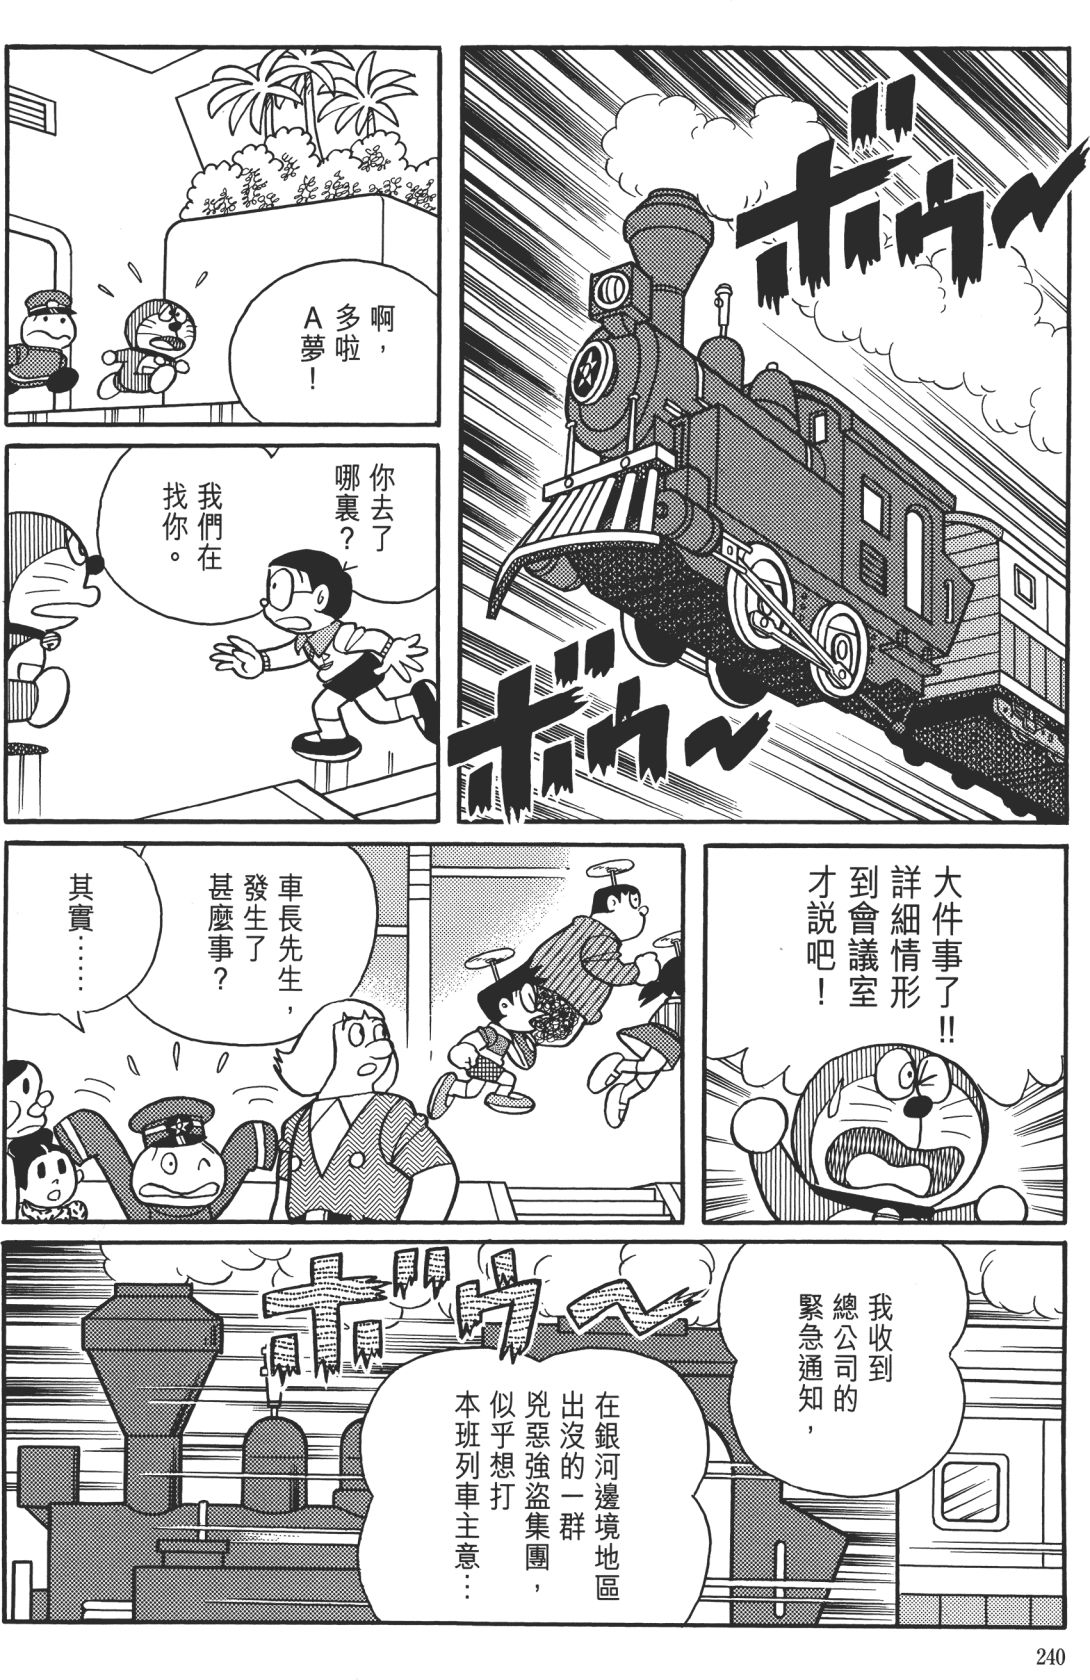 ボゥ〜
ボゥ〜
啊，
多啦
A夢！
你去了
哪裏？
我們在
找你。
大件事了!!
詳細情形
到會議室
才説吧！
車長先生，
發生了
甚麼事？
其實……
我收到
總公司的
緊急通知，
ボゥ〜
在銀河邊境地區
出沒的一群
兇惡強盜集團，
似乎想打
本班列車主意…
240